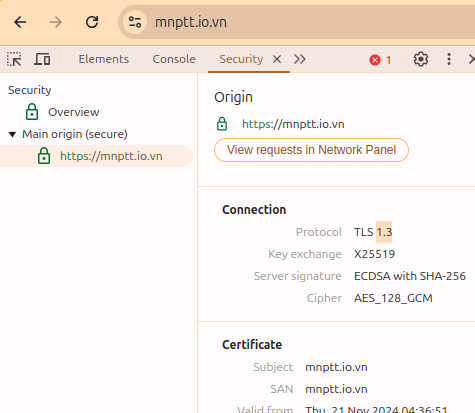 mnptt.io.vn
Elements Console Security 1
Security
Overview
Main origin (secure)
https://mnptt.io.vn
Origin
https://mnptt.io.vn
View requests in Network Panel
Connection
Protocol TLS 1.3
Key exchange X25519
Server signature ECDSA with SHA-256
Cipher AES_128_GCM
Certificate
Subject mnptt.io.vn
SAN mnptt.io.vn
Valid from Thu, 21 Nov 2024 04:36:51